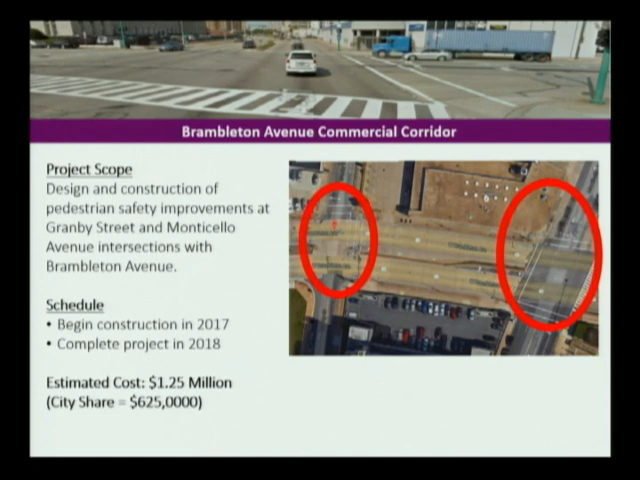 Brambleton Avenue Commercial Corridor
Project Scope
Design and construction of
pedestrian safety improvements at
Granby Street and Monticello
Avenue intersections with
Brambleton Avenue.
Schedule
• Begin construction in 2017
• Complete project in 2018
Estimated Cost: $1.25 Million
(City Share = $625,0000)